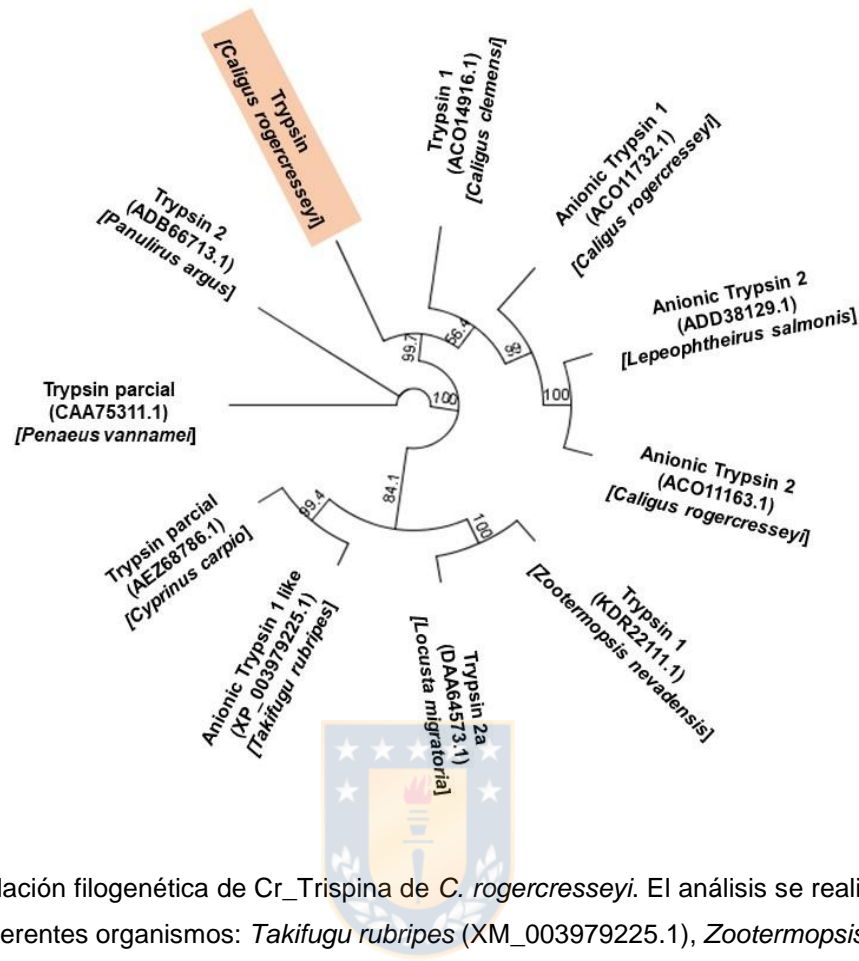 Trypsin
[Caligus rogercresseyi]
Trypsin 1
(ACO14916.1)
[Caligus clemensi]
Anionic Trypsin 1
(ACO11732.1)
[Caligus rogercresseyi]
Anionic Trypsin 2
(ADD38129.1)
[Lepeophtheirus salmonis]
Anionic Trypsin 2
(ACO11163.1)
[Caligus rogercresseyi]
Trypsin 1
(KDR22111.1)
[Zootermopsis nevadensis]
Trypsin 2a
(DAA64573.1)
[Locusta migratoria]
Anionic Trypsin 1 like
(XP_003979225.1)
[Takifugu rubripes]
Trypsin parcial
(AEZ68786.1)
[Cyprinus carpio]
Trypsin parcial
(CAA75311.1)
[Penaeus vannamei]
Trypsin 2
(ADB66713.1)
[Panulirus argus]
99.7
56.4
100
100
84.1
99.4
100
lación filogenética de Cr_Trispina de C. rogercresseyi. El análisis se reali
erentes organismos: Takifugu rubripes (XM_003979225.1), Zootermopsis